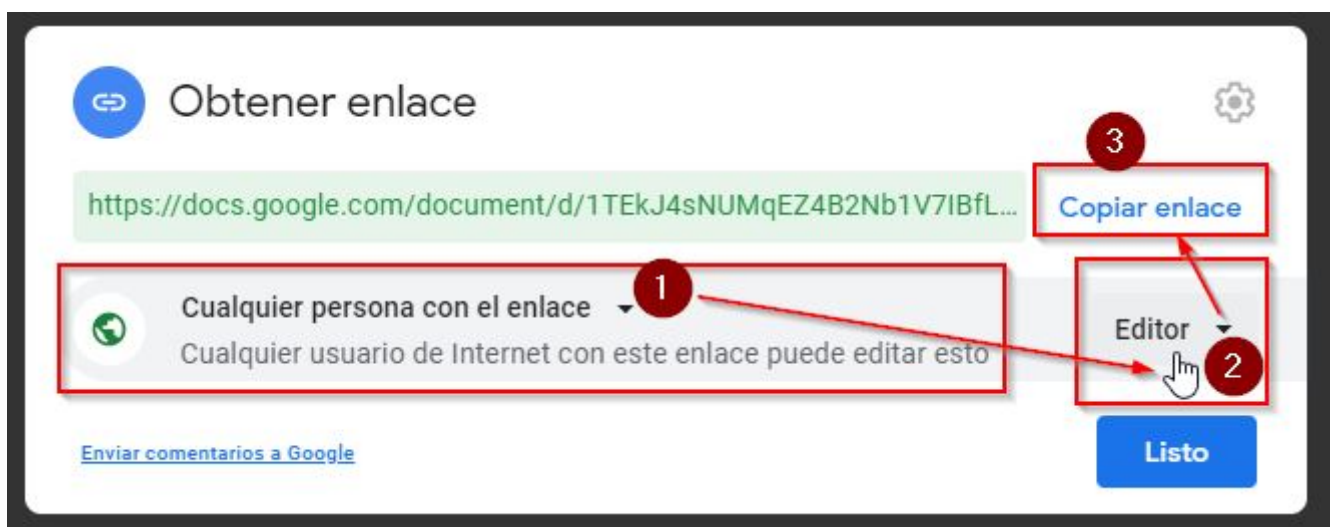 Obtener enlace
3
https://docs.google.com/document/d/1TEkJ4sNUMqEZ4B2Nb1V7IBfL...
Copiar enlace
Cualquier persona con el enlace
1
Cualquier usuario de Internet con este enlace puede editar esto
Editor
2
Enviar comentarios a Google
Listo